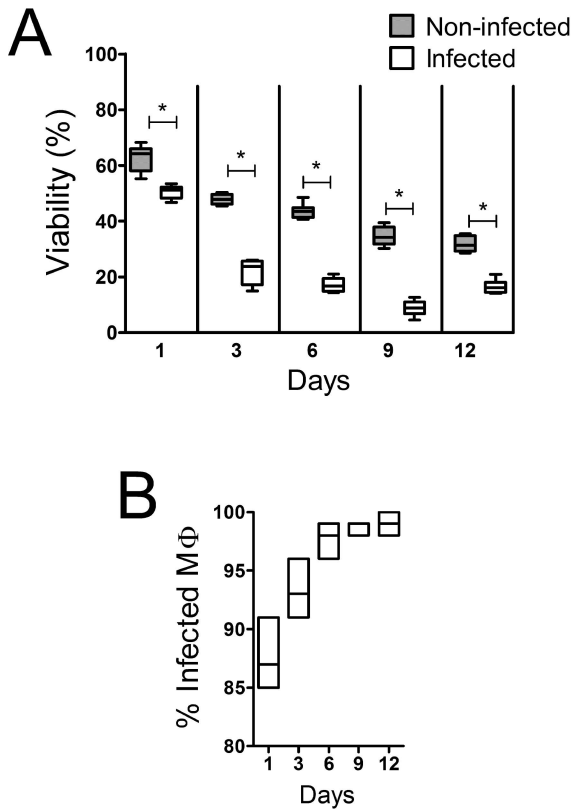 A
Non-infected
Infected
Viability (%)
100
80
60
40
20
0
* * * * *
1 3 6 9 12
Days
B
% Infected MΦ
100
95
90
85
80
1 3 6 9 12
Days